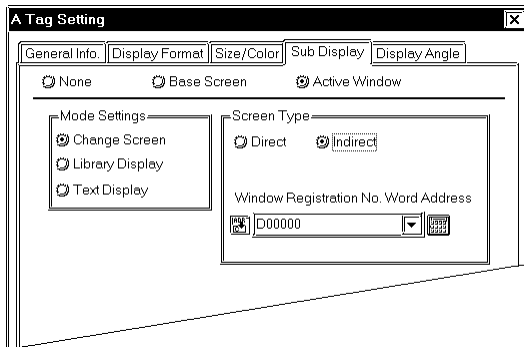 A Tag Setting
General Info. Display Format Size/Color Sub Display Display Angle
None Base Screen Active Window
Mode Settings
Change Screen
Library Display
Text Display
Screen Type
Direct Indirect
Window Registration No. Word Address
D00000